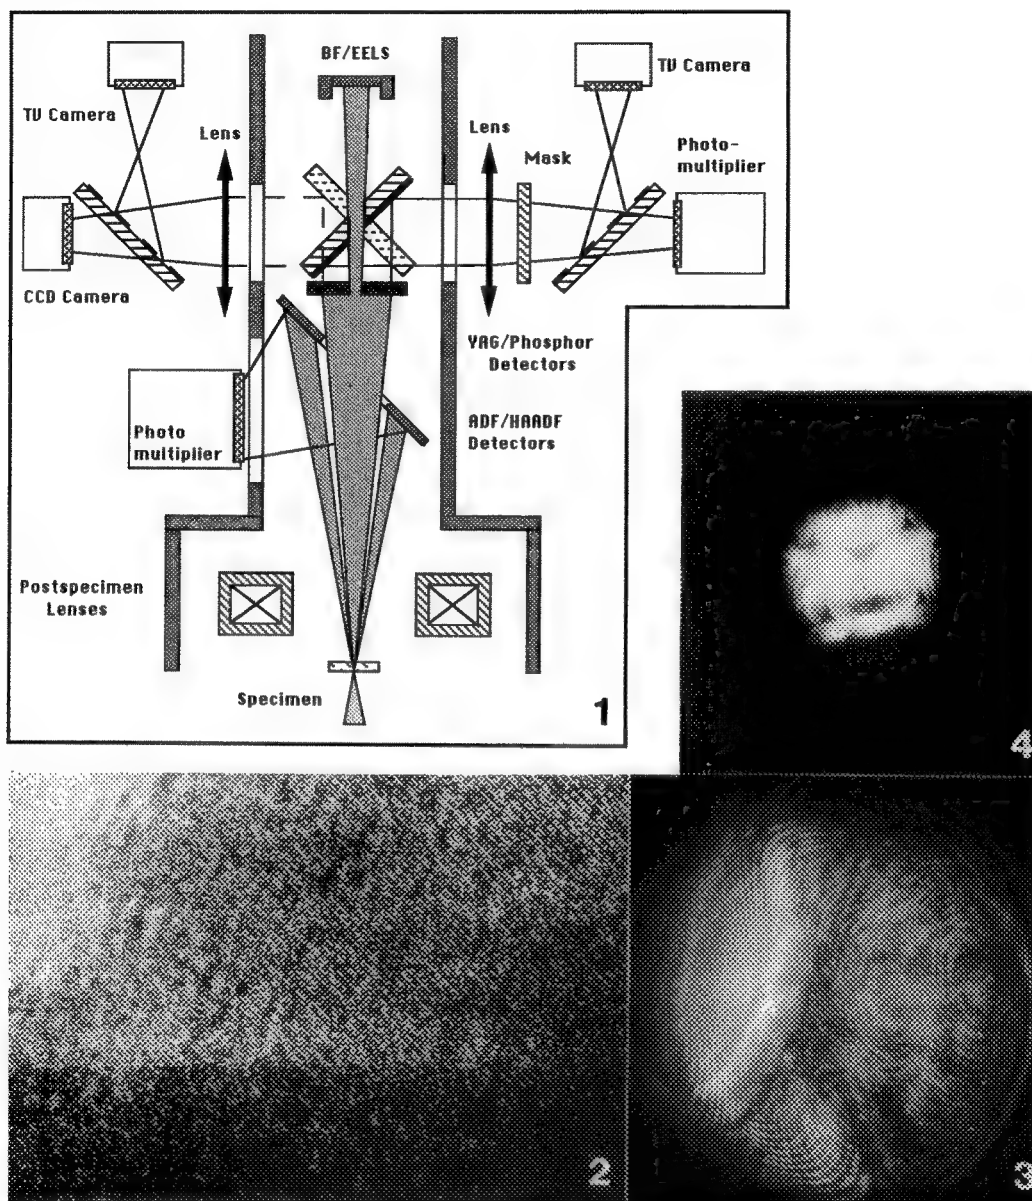 BF/EELS
TV Camera
TV Camera
Lens
Lens
Mask
Photo-
multiplier
CCD Camera
YAG/Phosphor
Detectors
Photo
multiplier
ADF/HAADF
Detectors
Postspecimen
Lenses
Specimen
1
4
2
3